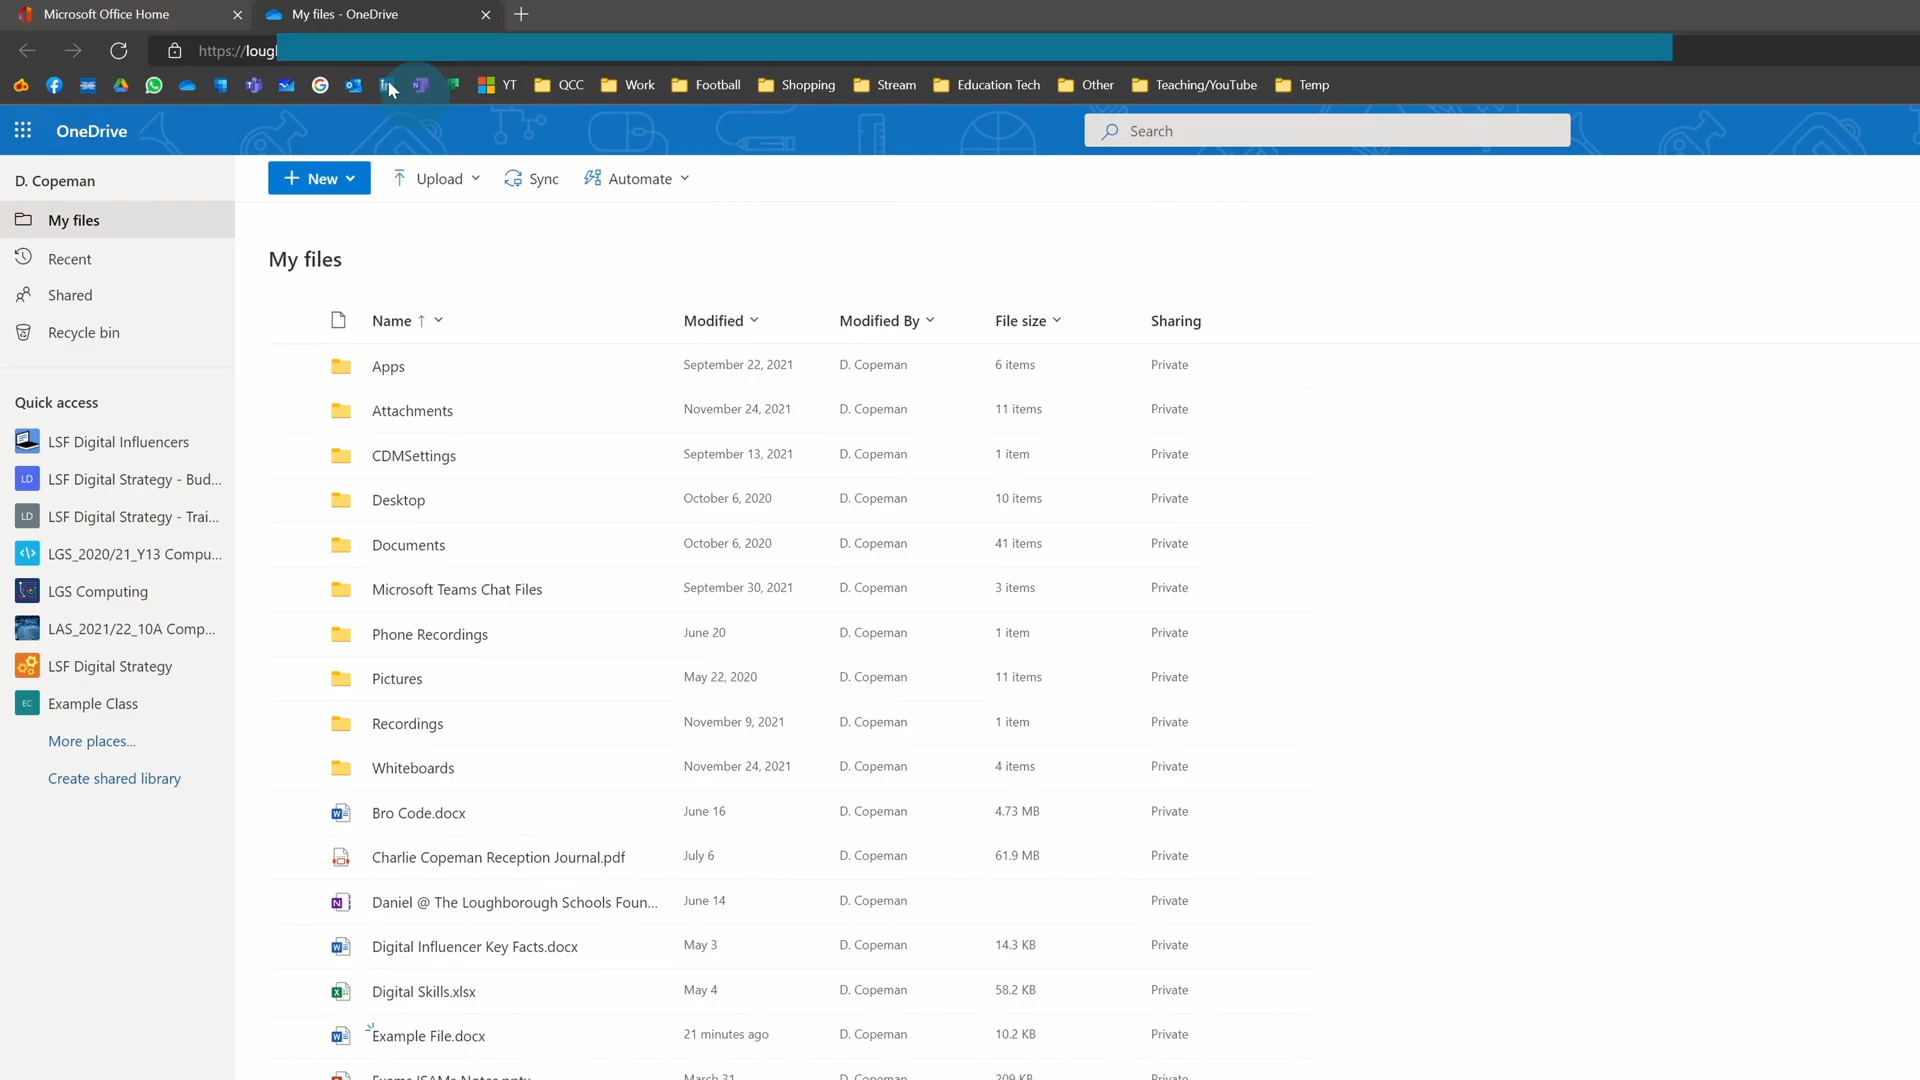 Microsoft Office Home
My files - OneDrive
https://lough
YT
QCC
Work
Football
Shopping
Stream
Education Tech
Other
Teaching/YouTube
Temp
OneDrive
Search
D. Copeman
My files
Recent
Shared
Recycle bin
Quick access
LSF Digital Influencers
LD LSF Digital Strategy - Bud...
LD LSF Digital Strategy - Trai...
LGS_2020/21_Y13 Compu...
LGS Computing
LAS_2021/22_10A Comp...
LSF Digital Strategy
EC Example Class
More places...
Create shared library
New Upload Sync Automate
My files
Name Modified Modified By File size Sharing
Apps September 22, 2021 D. Copeman 6 items Private
Attachments November 24, 2021 D. Copeman 11 items Private
CDMSettings September 13, 2021 D. Copeman 1 item Private
Desktop October 6, 2020 D. Copeman 10 items Private
Documents October 6, 2020 D. Copeman 41 items Private
Microsoft Teams Chat Files September 30, 2021 D. Copeman 3 items Private
Phone Recordings June 20 D. Copeman 1 item Private
Pictures May 22, 2020 D. Copeman 11 items Private
Recordings November 9, 2021 D. Copeman 1 item Private
Whiteboards November 24, 2021 D. Copeman 4 items Private
Bro Code.docx June 16 D. Copeman 4.73 MB Private
Charlie Copeman Reception Journal.pdf July 6 D. Copeman 61.9 MB Private
Daniel @ The Loughborough Schools Foun... June 14 D. Copeman Private
Digital Influencer Key Facts.docx May 3 D. Copeman 14.3 KB Private
Digital Skills.xlsx May 4 D. Copeman 58.2 KB Private
Example File.docx 21 minutes ago D. Copeman 10.2 KB Private
March 31 D. Copeman 209 KB Private